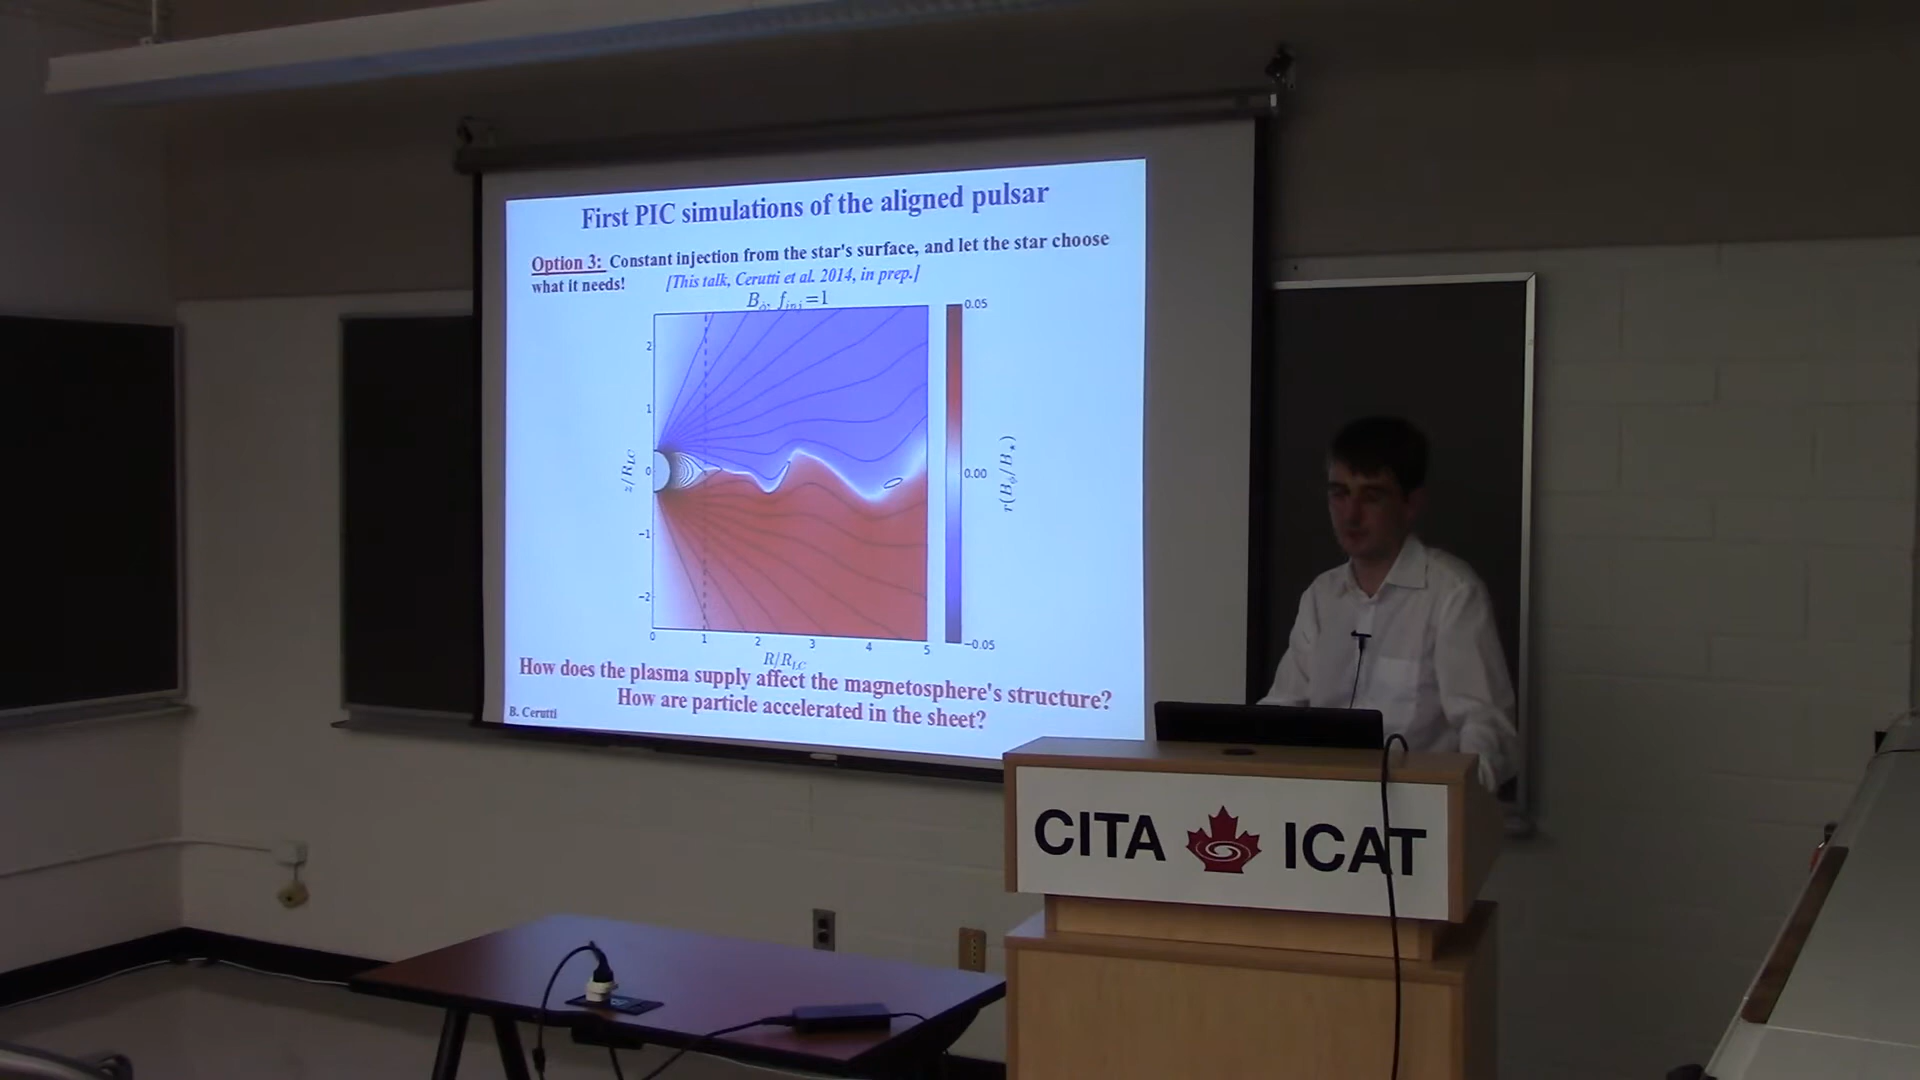 First PIC simulations of the aligned pulsar
Option 3: Constant injection from the star's surface, and let the star choose
what it needs! [This talk, Cerutti et al. 2014, in prep.]
Bϕ, f_inj=1
0.05
2
1
0
−1
−2
z/R_LC
0.00
r(Bϕ/B⋆)
−0.05
0 1 2 3 4 5
R/R_LC
How does the plasma supply affect the magnetosphere's structure?
How are particle accelerated in the sheet?
B. Cerutti
CITA ICAT